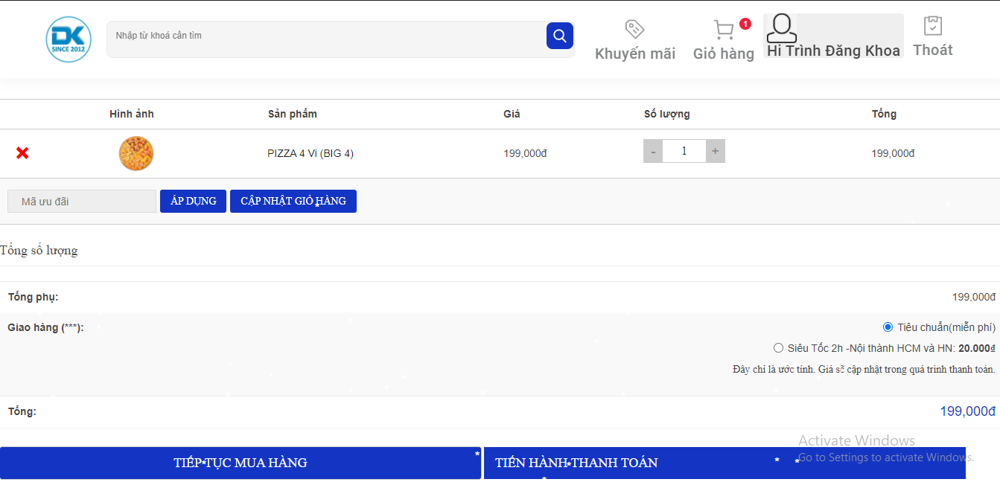 DK
SINCE 2012
Nhập từ khoá cần tìm
Khuyến mãi
Giỏ hàng
1
Hi Trình Đăng Khoa
Thoát
Hình ảnh Sản phẩm Giá Số lượng Tổng
PIZZA 4 Vi (BIG 4) 199,000đ - 1 + 199,000đ
Mã ưu đãi ÁP DỤNG CẬP NHẬT GIỎ HÀNG
Tổng số lượng
Tổng phụ: 199,000đ
Giao hàng (***): Tiêu chuẩn(miễn phí)
Siêu Tốc 2h -Nội thành HCM và HN: 20.000₫
Đây chỉ là ước tính. Giá sẽ cập nhật trong quá trình thanh toán.
Tổng: 199,000đ
Activate Windows
Go to Settings to activate Windows.
TIẾP TỤC MUA HÀNG TIẾN HÀNH THANH TOÁN